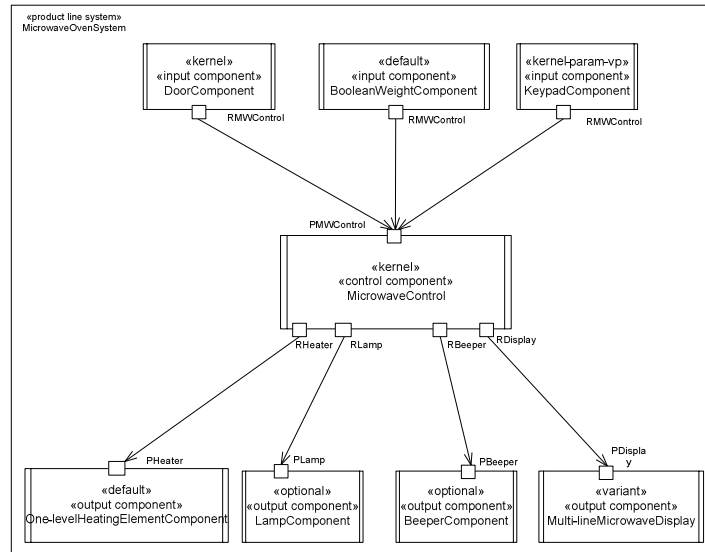 «product line system»
MicrowaveOvenSystem
«kernel»
«input component»
DoorComponent
«default»
«input component»
BooleanWeightComponent
«kernel-param-vp»
«input component»
KeypadComponent
RMWControl
RMWControl
RMWControl
PMWControl
«kernel»
«control component»
MicrowaveControl
RHeater
RLamp
RBeeper
RDisplay
PHeater
PLamp
PBeeper
PDispla
y
«default»
«output component»
One-levelHeatingElementComponent
«optional»
«output component»
LampComponent
«optional»
«output component»
BeeperComponent
«variant»
«output component»
Multi-lineMicrowaveDisplay